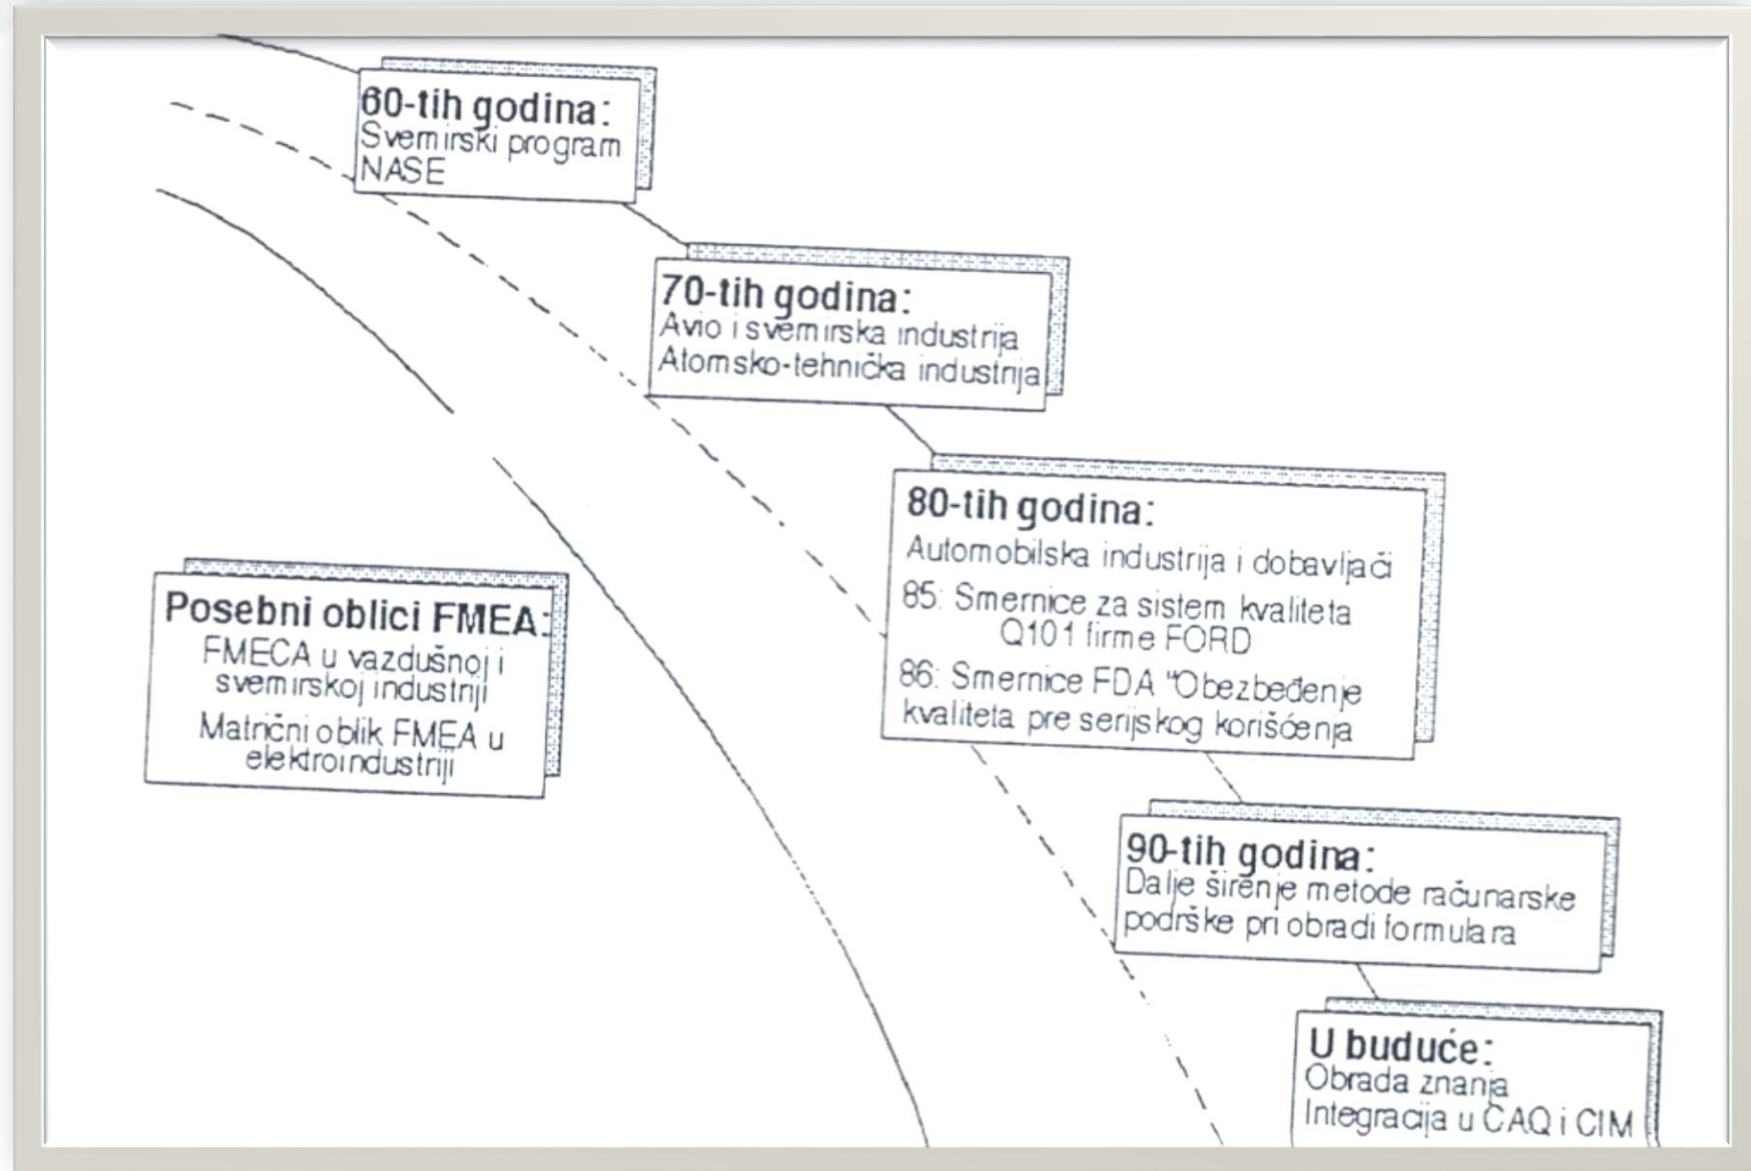 60-tih godina:
Svemirski program
NASE
70-tih godina:
Avio i svemirska industrija
Atomsko-tehnička industrija
80-tih godina:
Automobilska industrija i dobavljači
85: Smernice za sistem kvaliteta
Q101 firme FORD
86: Smernice FDA "Obezbeđenje
kvaliteta pre serijskog korišćenja
90-tih godina:
Dalje širenje metode računarske
podrške pri obradi formulara
U buduće:
Obrada znanja
Integracija u CAQ i CIM
Posebni oblici FMEA:
FMECA u vazdušnoj i
svemirskoj industriji
Matrični oblik FMEA u
elektroindustriji